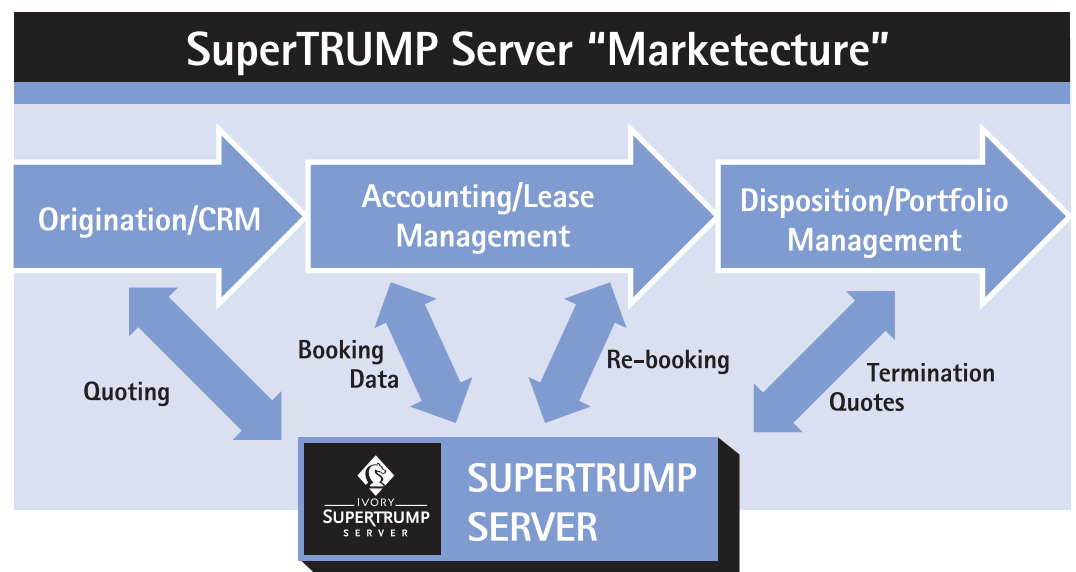 SuperTRUMP Server “Marketecture”
Origination/CRM
Accounting/Lease
Management
Disposition/Portfolio
Management
Quoting
Booking
Data
Re-booking
Termination
Quotes
IVORY
SUPERTRUMP
SERVER
SUPERTRUMP
SERVER